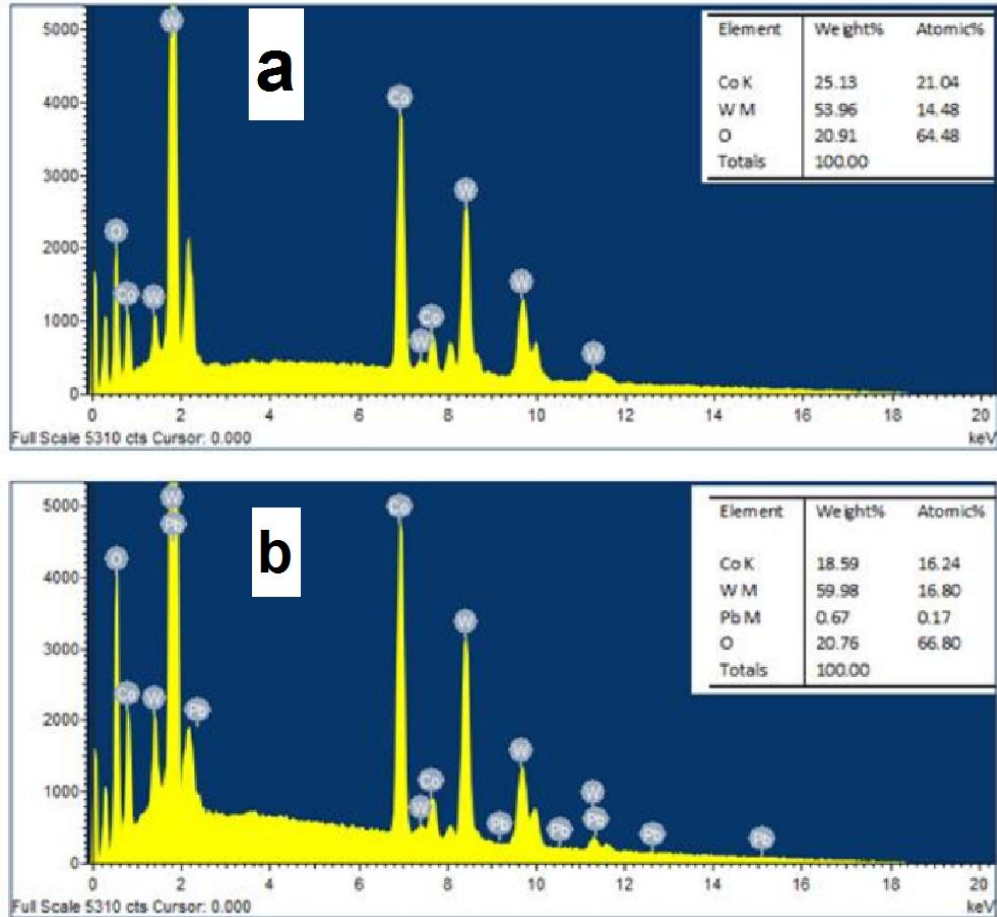 a
5000
4000
3000
2000
1000
0
W
O
Co
W
Co
W
Co
W
W
W
Element Weight% Atomic%
Co K 25.13 21.04
W M 53.96 14.48
O 20.91 64.48
Totals 100.00
0 2 4 6 8 10 12 14 16 18 20
Full Scale 5310 cts Cursor: 0.000 keV
b
5000
4000
3000
2000
1000
0
W
Pb
O
Co
W
Pb
Co
W
Co
W
Pb
W
Pb
W
Pb
Pb
Pb
Element Weight% Atomic%
Co K 18.59 16.24
W M 59.98 16.80
Pb M 0.67 0.17
O 20.76 66.80
Totals 100.00
0 2 4 6 8 10 12 14 16 18 20
Full Scale 5310 cts Cursor: 0.000 keV